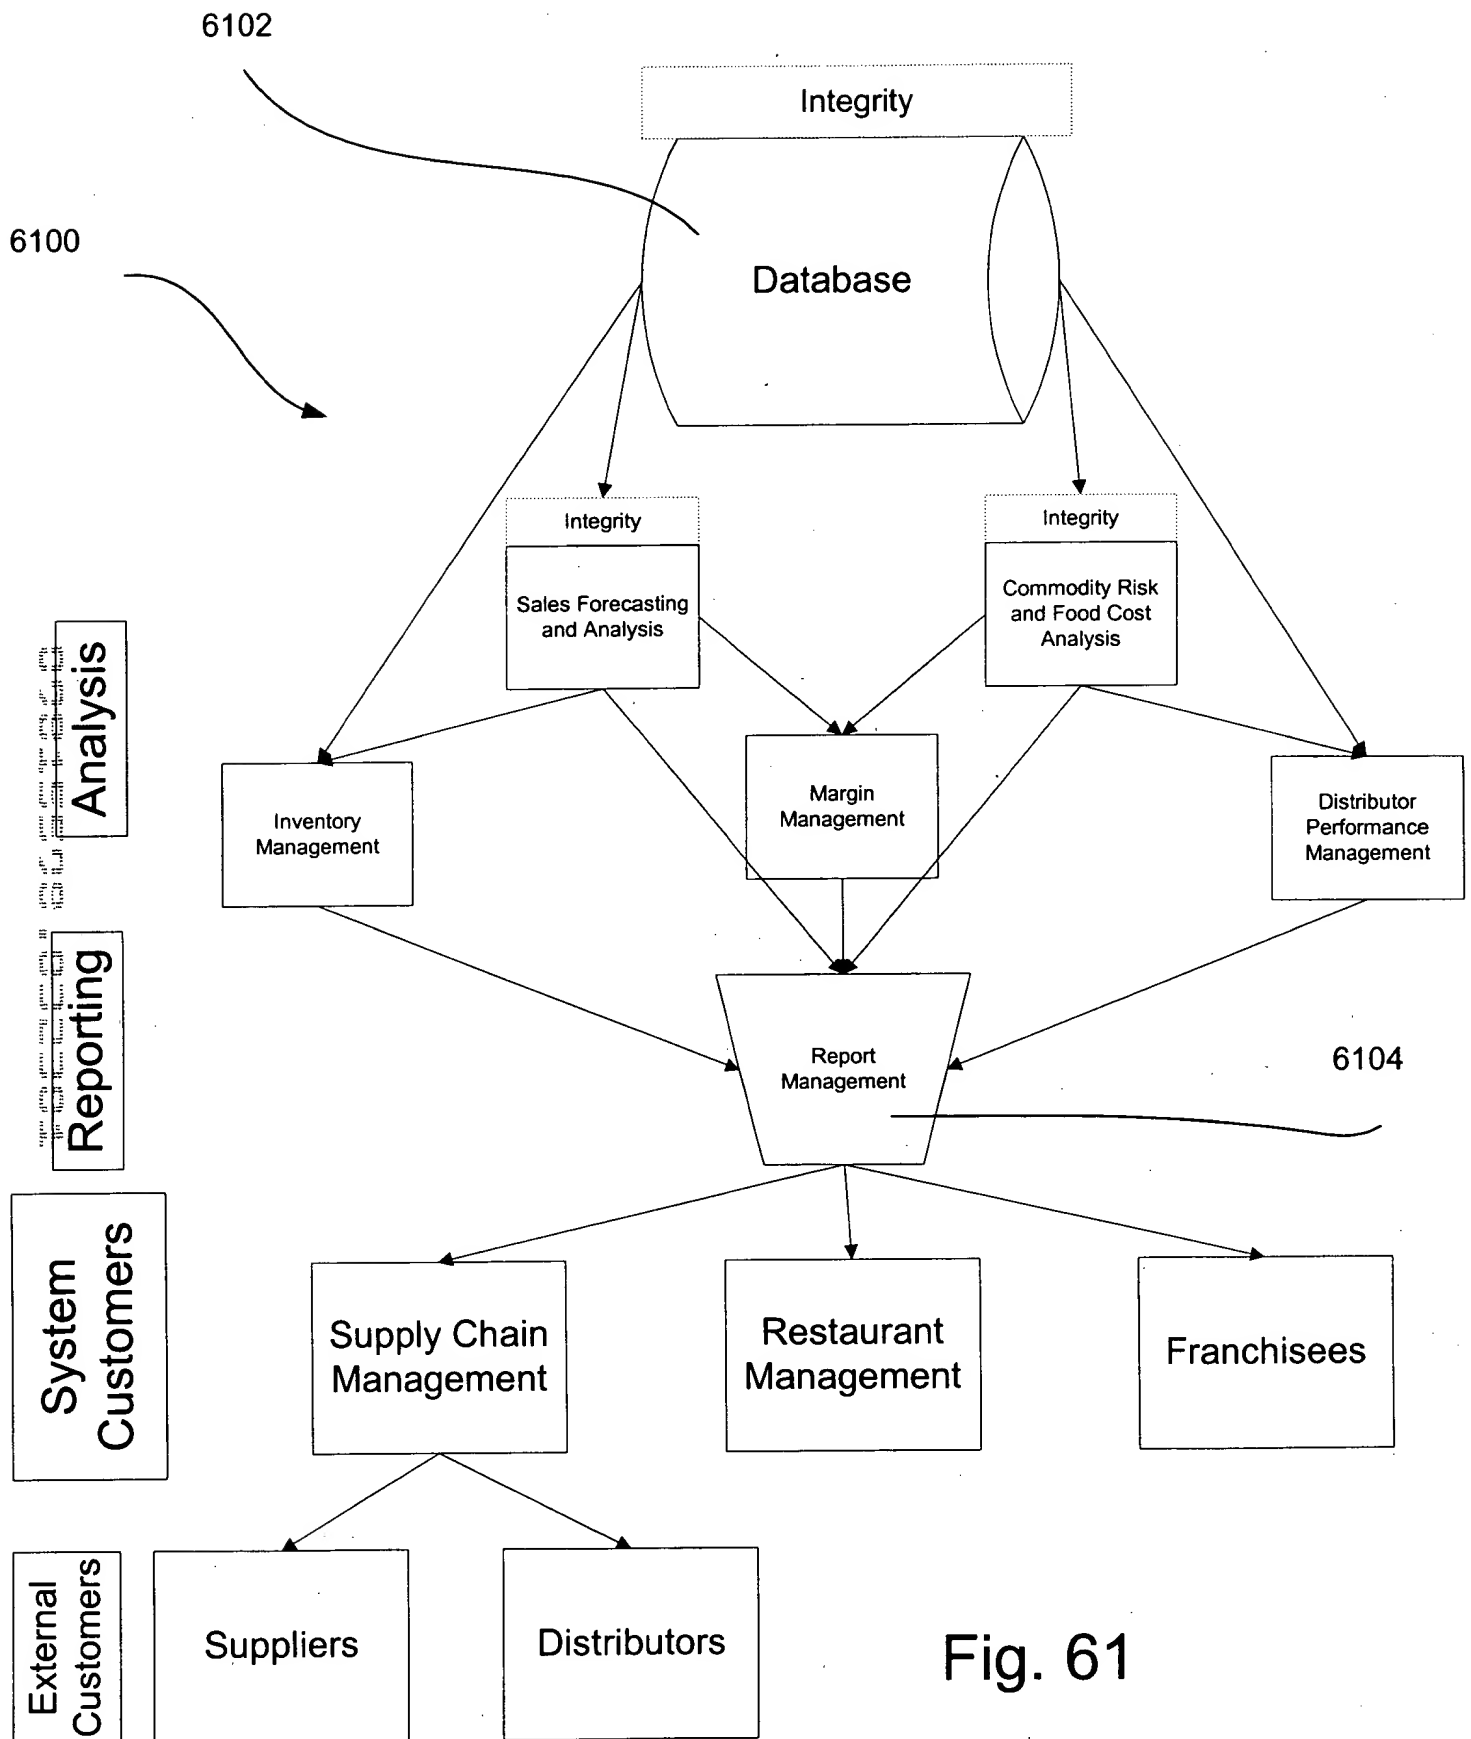 6102
Integrity
6100
Database
Integrity
Integrity
Sales Forecasting
and Analysis
Commodity Risk
and Food Cost
Analysis
Analysis
Inventory
Management
Margin
Management
Distributor
Performance
Management
Reporting
Report
Management
6104
System
Customers
Supply Chain
Management
Restaurant
Management
Franchisees
External
Customers
Suppliers
Distributors
Fig. 61